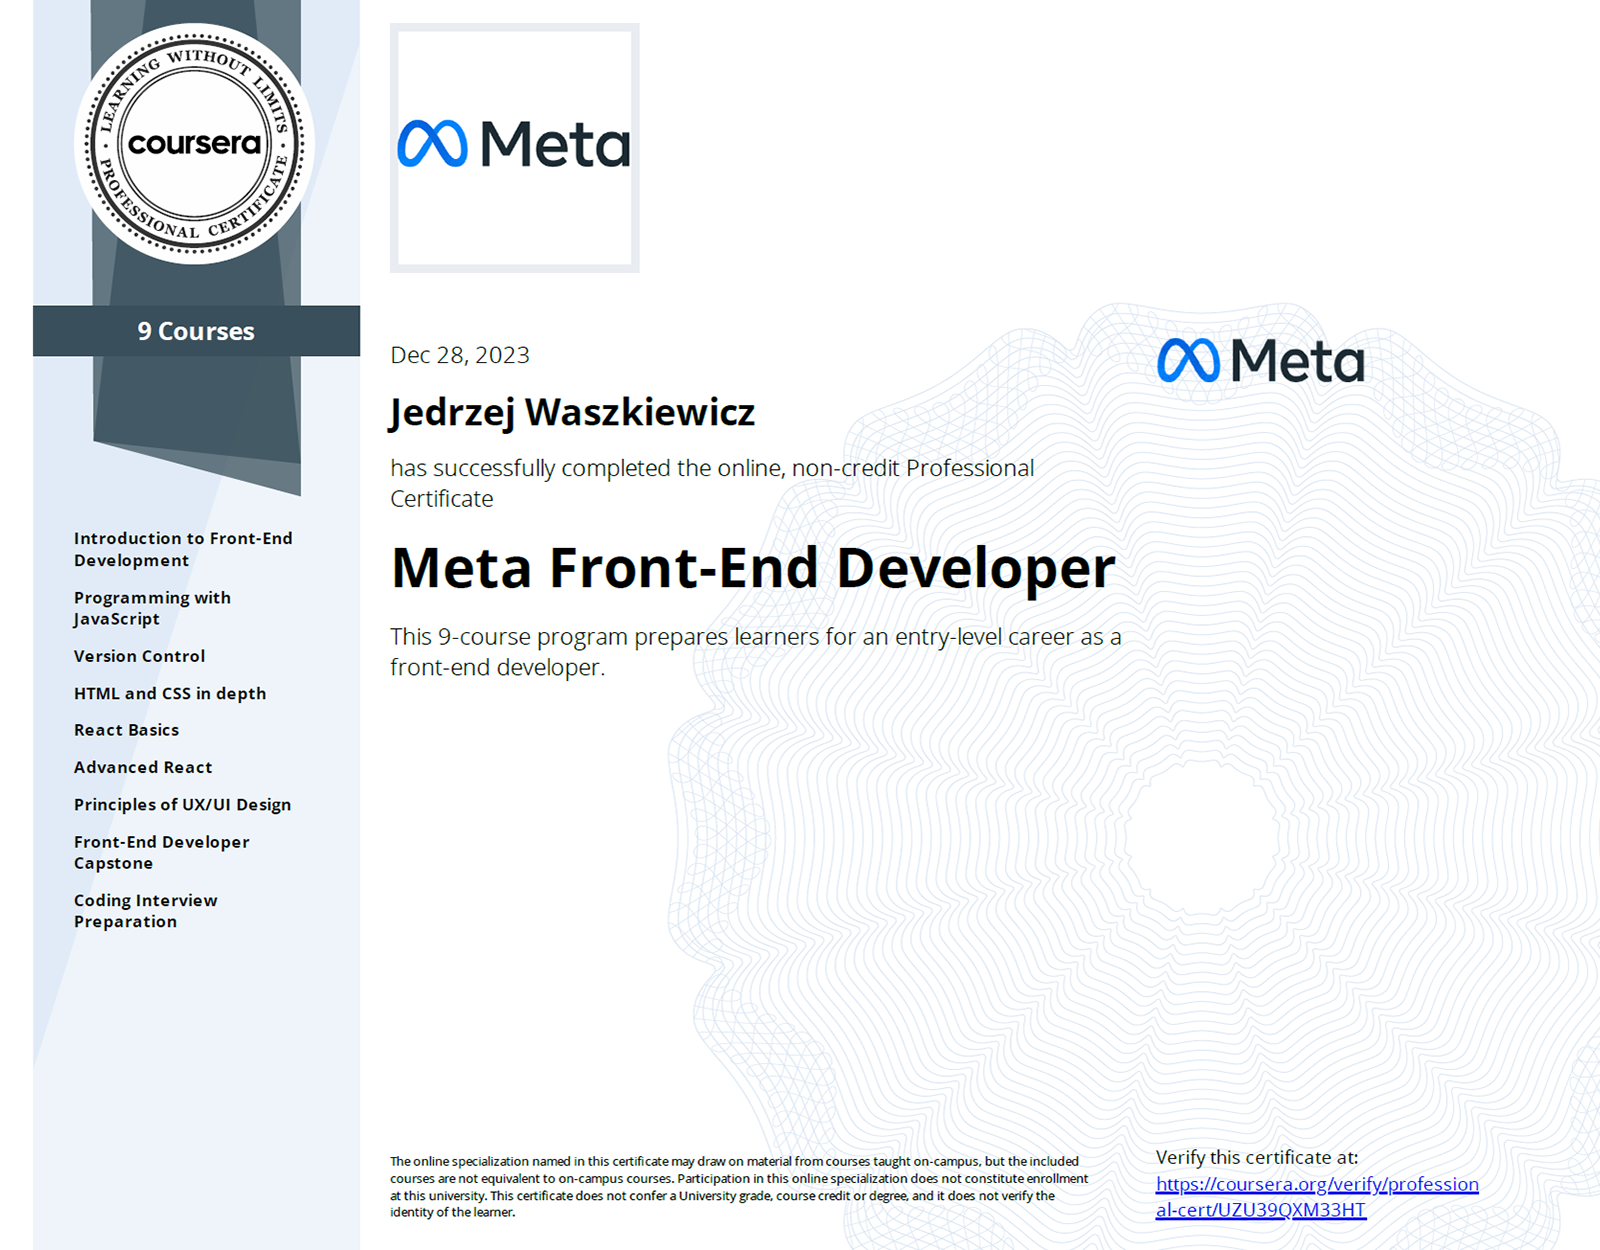 LEARNING WITHOUT LIMITS
coursera
PROFESSIONAL CERTIFICATE
9 Courses
Introduction to Front-End
Development
Programming with
JavaScript
Version Control
HTML and CSS in depth
React Basics
Advanced React
Principles of UX/UI Design
Front-End Developer
Capstone
Coding Interview
Preparation
Meta
Dec 28, 2023
Jedrzej Waszkiewicz
has successfully completed the online, non-credit Professional
Certificate
Meta Front-End Developer
This 9-course program prepares learners for an entry-level career as a
front-end developer.
Meta
The online specialization named in this certificate may draw on material from courses taught on-campus, but the included
courses are not equivalent to on-campus courses. Participation in this online specialization does not constitute enrollment
at this university. This certificate does not confer a University grade, course credit or degree, and it does not verify the
identity of the learner.
Verify this certificate at:
https://coursera.org/verify/profession
al-cert/UZU39QXM33HT